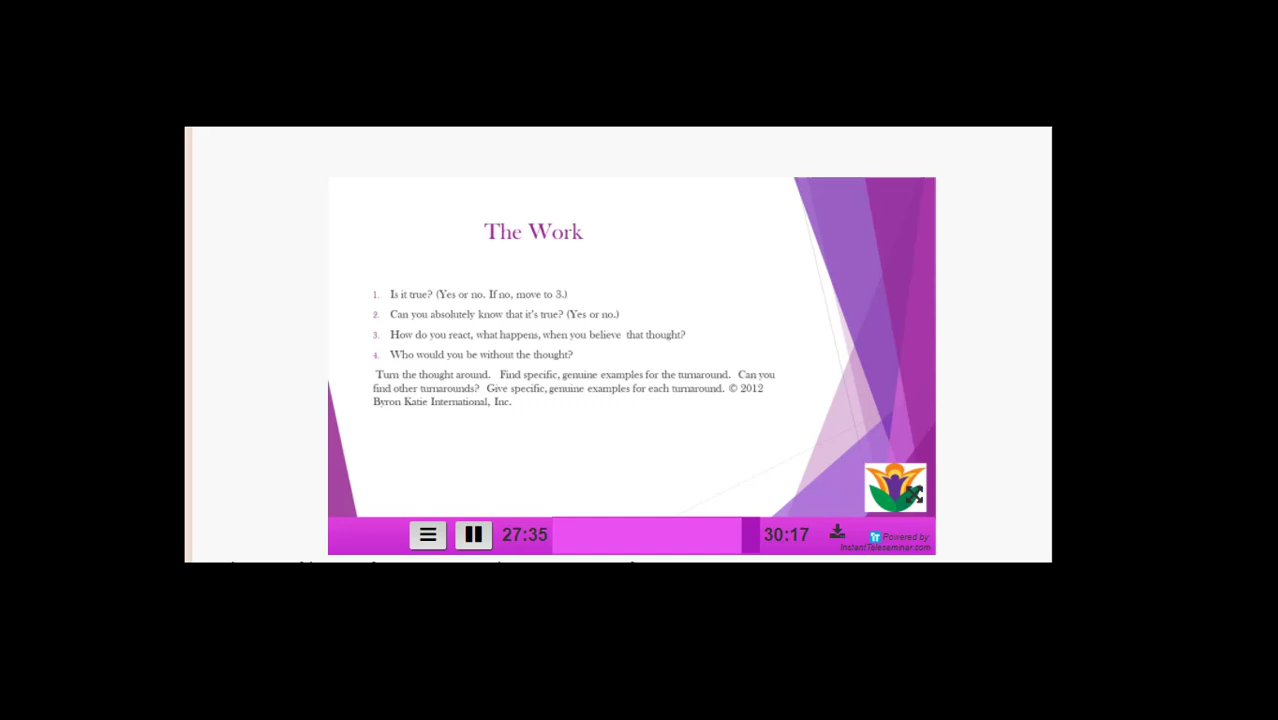 The Work
1. Is it true? (Yes or no. If no, move to 3.)
2. Can you absolutely know that it's true? (Yes or no.)
3. How do you react, what happens, when you believe that thought?
4. Who would you be without the thought?
Turn the thought around. Find specific, genuine examples for the turnaround. Can you
find other turnarounds? Give specific, genuine examples for each turnaround. © 2012
Byron Katie International, Inc.
27:35
30:17
Powered by
InstantTeleseminar.com